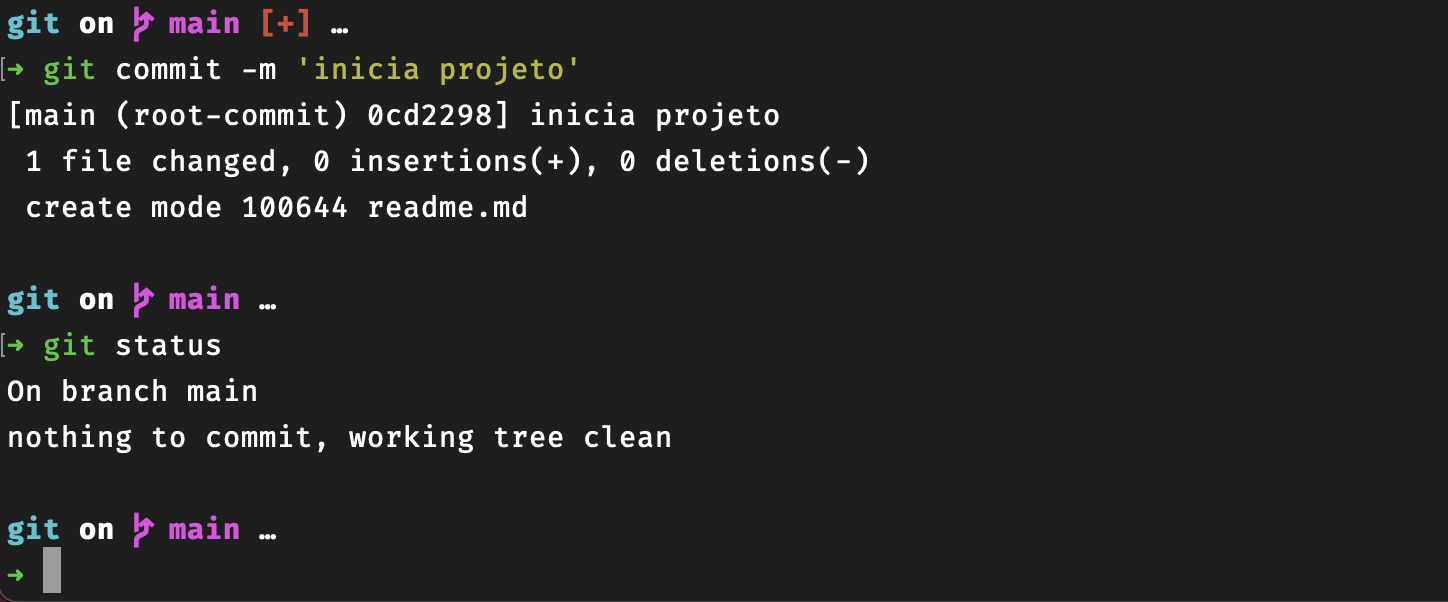 git on main [+] …
➜ git commit -m 'inicia projeto'
[main (root-commit) 0cd2298] inicia projeto
1 file changed, 0 insertions(+), 0 deletions(-)
create mode 100644 readme.md
git on main …
➜ git status
On branch main
nothing to commit, working tree clean
git on main …
➜